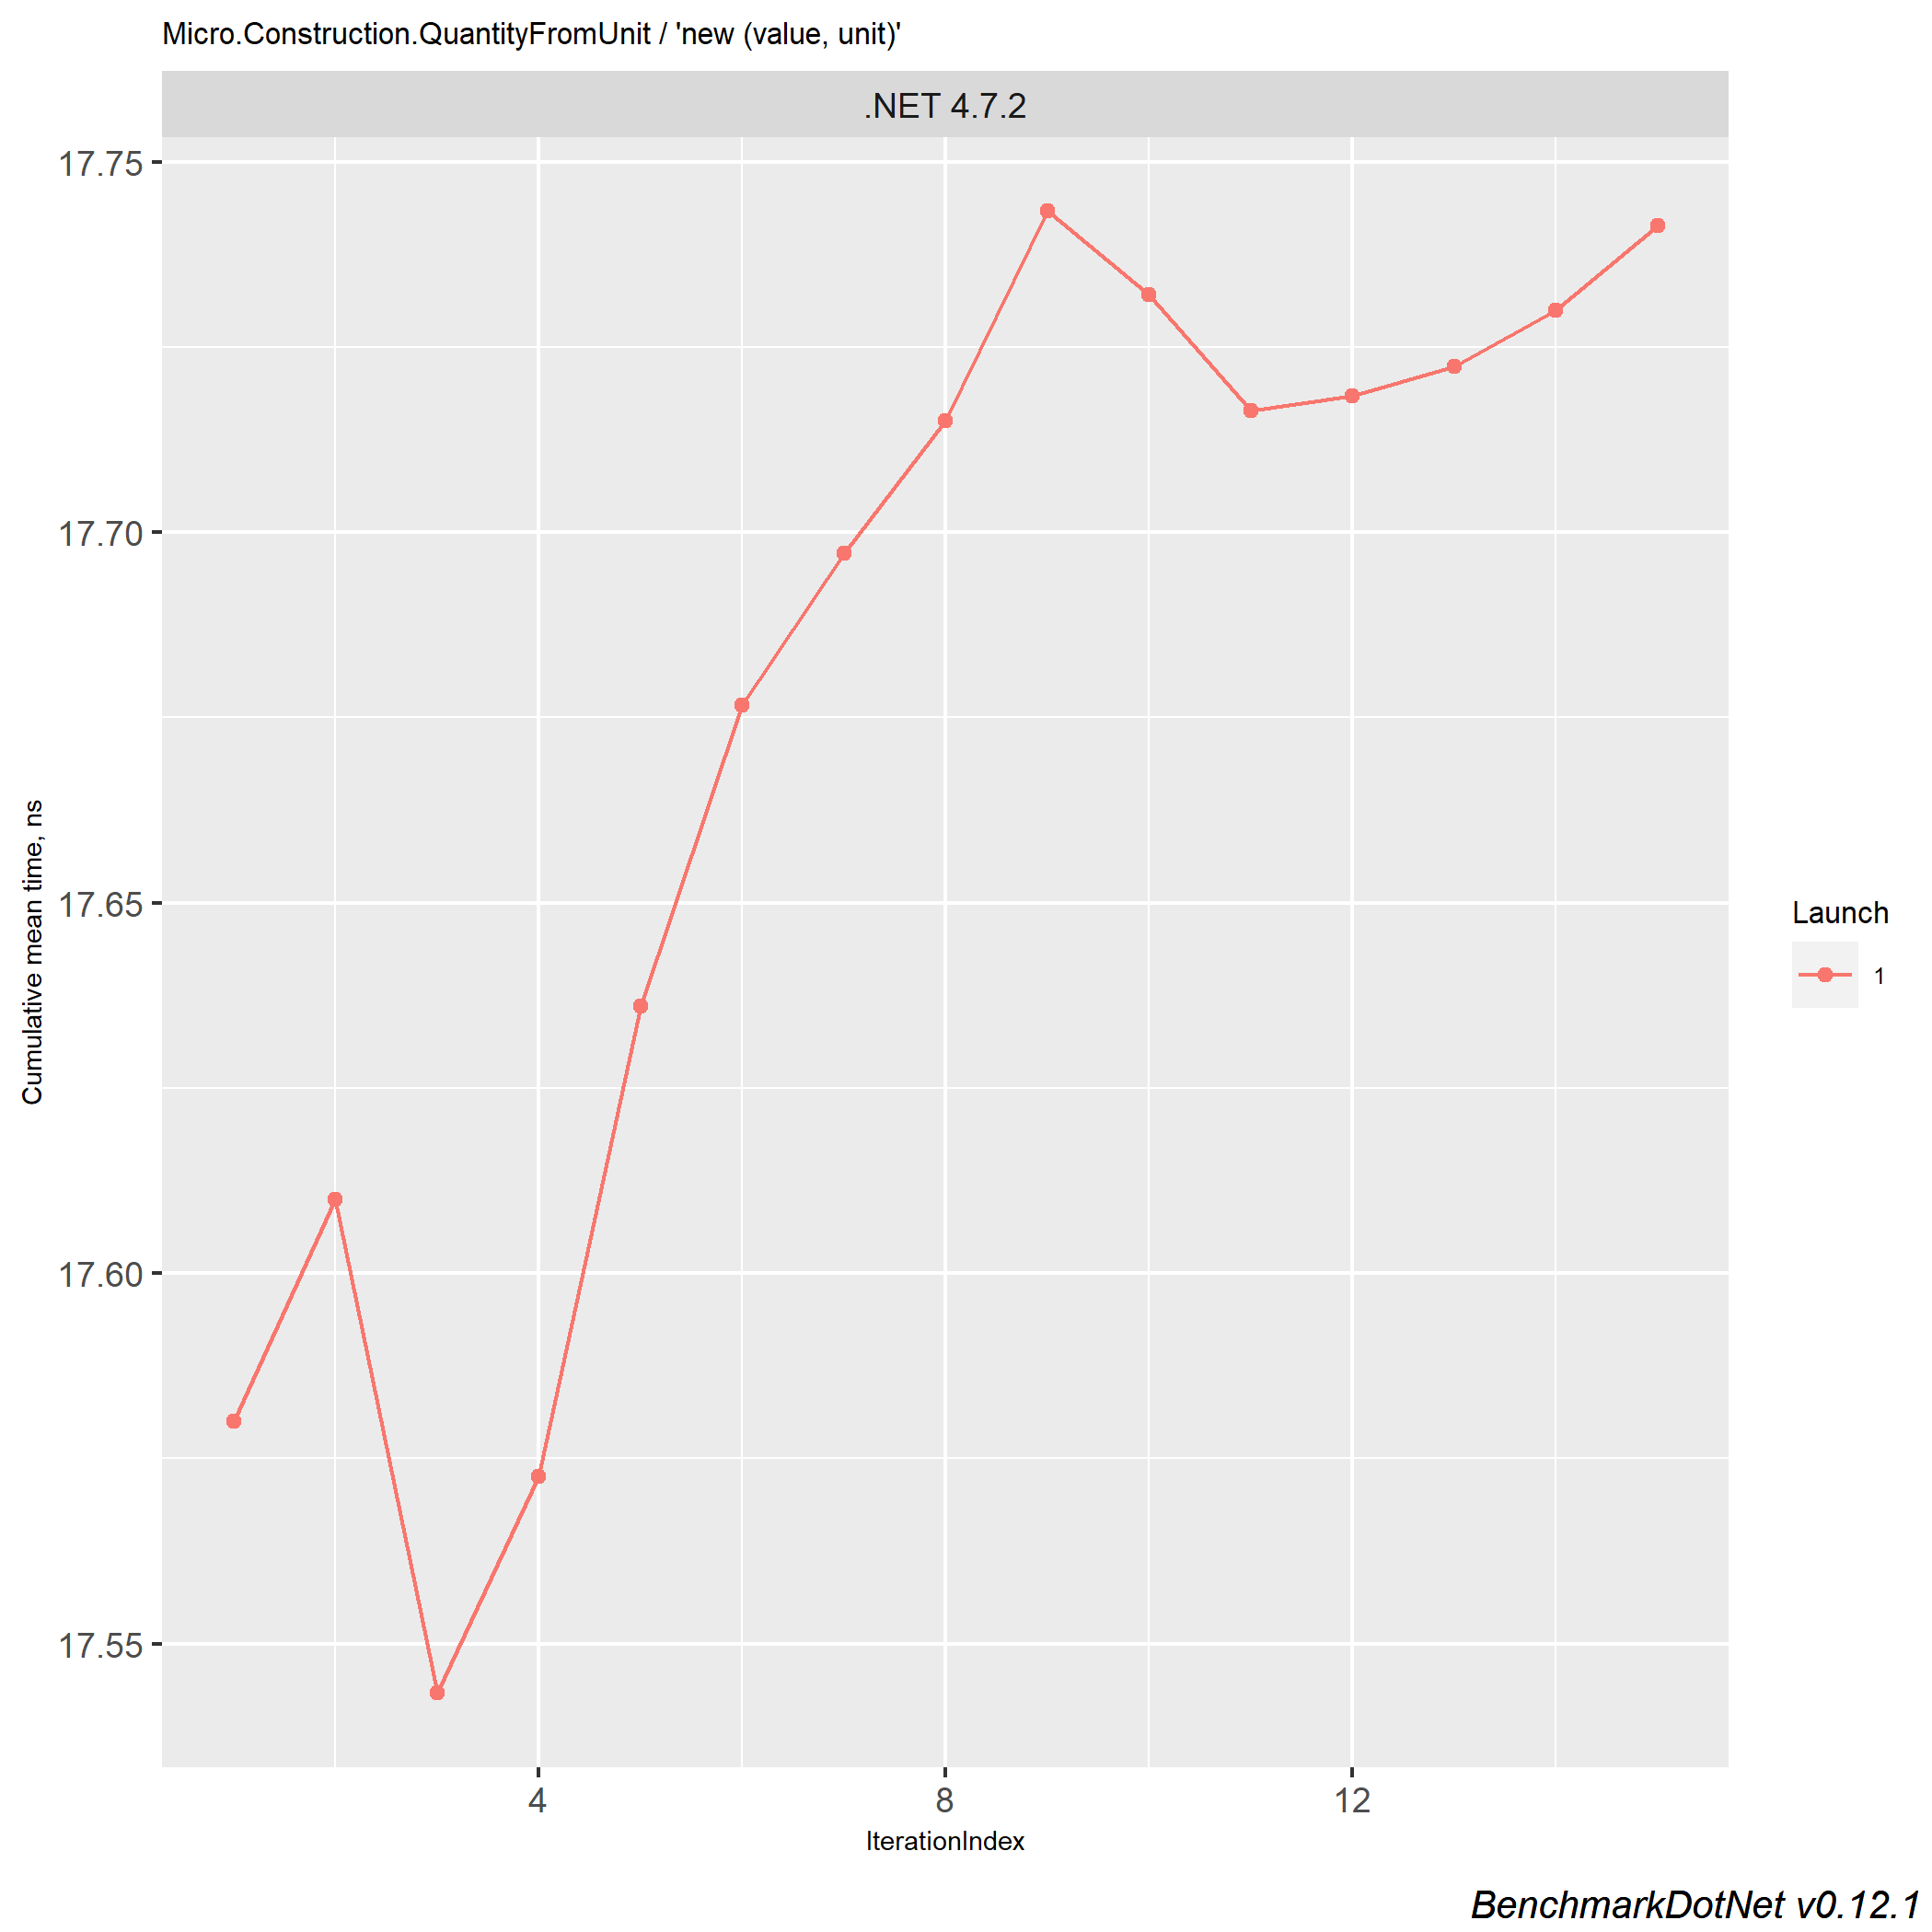 Micro.Construction.QuantityFromUnit / 'new (value, unit)'
.NET 4.7.2
17.75
17.70
17.65
17.60
17.55
Cumulative mean time, ns
4 8 12
IterationIndex
Launch
1
BenchmarkDotNet v0.12.1